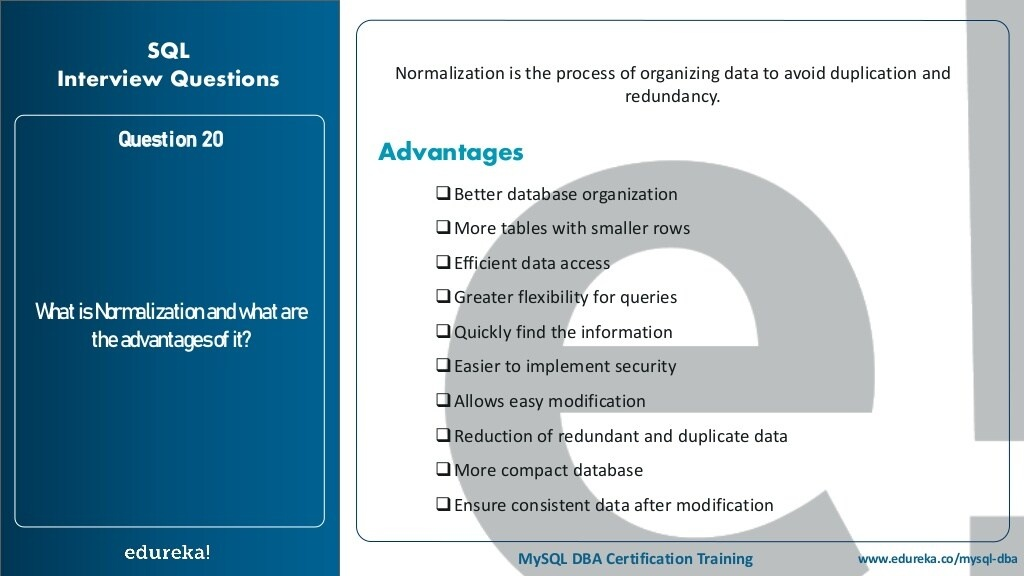 SQL
Interview Questions
Question 20
What is Normalization and what are
the advantages of it?
edureka!
Normalization is the process of organizing data to avoid duplication and
redundancy.
Advantages
❑ Better database organization
❑ More tables with smaller rows
❑ Efficient data access
❑ Greater flexibility for queries
❑ Quickly find the information
❑ Easier to implement security
❑ Allows easy modification
❑ Reduction of redundant and duplicate data
❑ More compact database
❑ Ensure consistent data after modification
MySQL DBA Certification Training
www.edureka.co/mysql-dba